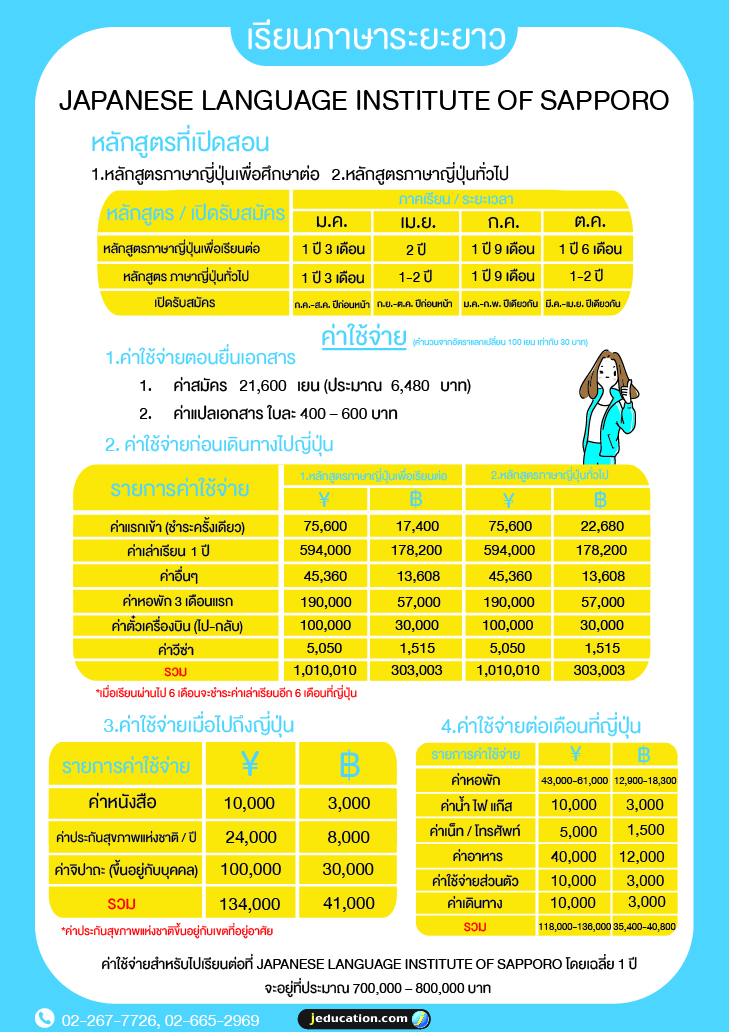 เรียนภาษาระยะยาว
JAPANESE LANGUAGE INSTITUTE OF SAPPORO
หลักสูตรที่เปิดสอน
1.หลักสูตรภาษาญี่ปุ่นเพื่อศึกษาต่อ 2.หลักสูตรภาษาญี่ปุ่นทั่วไป
หลักสูตร / เปิดรับสมัคร ภาคเรียน / ระยะเวลา
ม.ค. เม.ย. ก.ค. ต.ค.
หลักสูตรภาษาญี่ปุ่นเพื่อเรียนต่อ 1 ปี 3 เดือน 2 ปี 1 ปี 9 เดือน 1 ปี 6 เดือน
หลักสูตร ภาษาญี่ปุ่นทั่วไป 1 ปี 3 เดือน 1-2 ปี 1 ปี 9 เดือน 1-2 ปี
เปิดรับสมัคร ก.ค.-ส.ค. ปีก่อนหน้า ก.ย.-ต.ค. ปีก่อนหน้า ม.ค.-ก.พ. ปีเดียวกัน มี.ค.-เม.ย. ปีเดียวกัน
ค่าใช้จ่าย (คำนวนจากอัตราแลกเปลี่ยน 100 เยน เท่ากับ 30 บาท)
1.ค่าใช้จ่ายตอนยื่นเอกสาร
1. ค่าสมัคร 21,600 เยน (ประมาณ 6,480 บาท)
2. ค่าแปลเอกสาร ใบละ 400 – 600 บาท
2. ค่าใช้จ่ายก่อนเดินทางไปญี่ปุ่น
รายการค่าใช้จ่าย 1.หลักสูตรภาษาญี่ปุ่นเพื่อเรียนต่อ 2.หลักสูตรภาษาญี่ปุ่นทั่วไป
¥ ฿ ¥ ฿
ค่าแรกเข้า (ชำระครั้งเดียว) 75,600 17,400 75,600 22,680
ค่าเล่าเรียน 1 ปี 594,000 178,200 594,000 178,200
ค่าอื่นๆ 45,360 13,608 45,360 13,608
ค่าหอพัก 3 เดือนแรก 190,000 57,000 190,000 57,000
ค่าตั๋วเครื่องบิน (ไป-กลับ) 100,000 30,000 100,000 30,000
ค่าวีซ่า 5,050 1,515 5,050 1,515
รวม 1,010,010 303,003 1,010,010 303,003
*เมื่อเรียนผ่านไป 6 เดือนจะชำระค่าเล่าเรียนอีก 6 เดือนที่ญี่ปุ่น
3.ค่าใช้จ่ายเมื่อไปถึงญี่ปุ่น
รายการค่าใช้จ่าย ¥ ฿
ค่าหนังสือ 10,000 3,000
ค่าประกันสุขภาพแห่งชาติ / ปี 24,000 8,000
ค่าจิปาถะ (ขึ้นอยู่กับบุคคล) 100,000 30,000
รวม 134,000 41,000
*ค่าประกันสุขภาพแห่งชาติขึ้นอยู่กับเขตที่อยู่อาศัย
4.ค่าใช้จ่ายต่อเดือนที่ญี่ปุ่น
รายการค่าใช้จ่าย ¥ ฿
ค่าหอพัก 43,000-61,000 12,900-18,300
ค่าน้ำ ไฟ แก๊ส 10,000 3,000
ค่าเน็ท / โทรศัพท์ 5,000 1,500
ค่าอาหาร 40,000 12,000
ค่าใช้จ่ายส่วนตัว 10,000 3,000
ค่าเดินทาง 10,000 3,000
รวม 118,000-136,000 35,400-40,800
ค่าใช้จ่ายสำหรับไปเรียนต่อที่ JAPANESE LANGUAGE INSTITUTE OF SAPPORO โดยเฉลี่ย 1 ปี
จะอยู่ที่ประมาณ 700,000 – 800,000 บาท
02-267-7726, 02-665-2969
jeducation.com